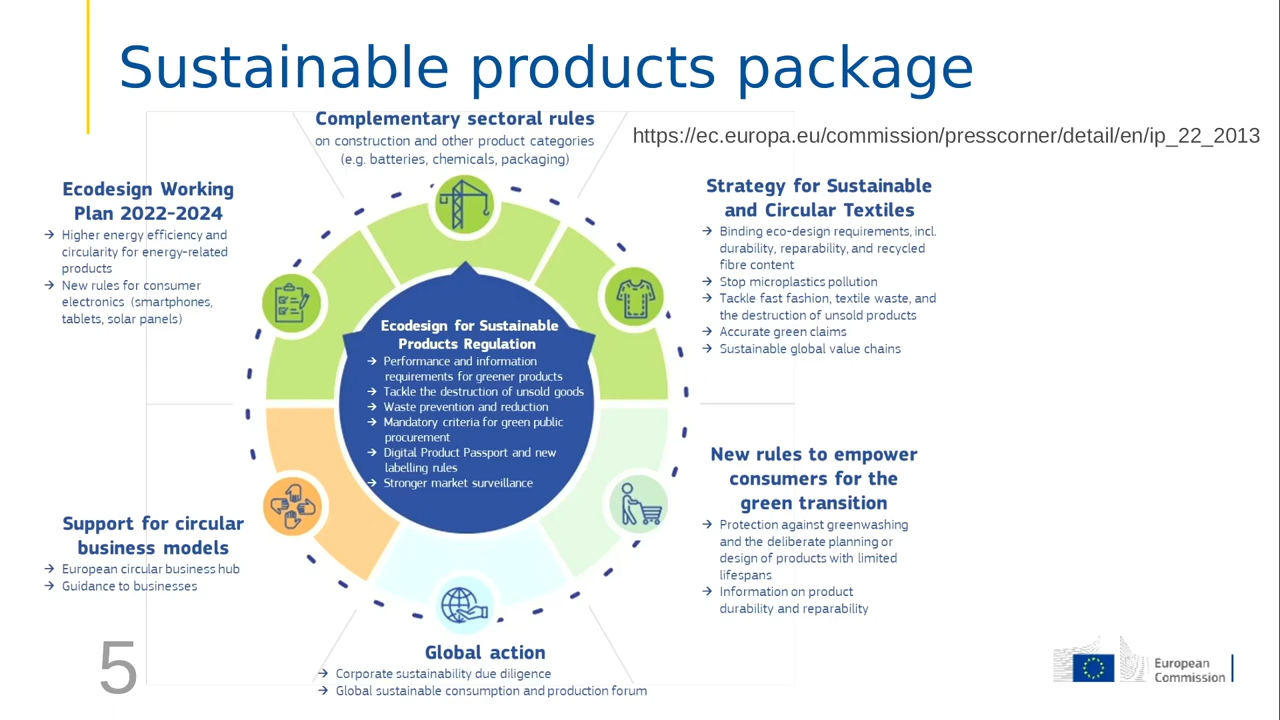 Sustainable products package
https://ec.europa.eu/commission/presscorner/detail/en/ip_22_2013
Complementary sectoral rules
on construction and other product categories
(e.g. batteries, chemicals, packaging)
Ecodesign Working
Plan 2022-2024
→ Higher energy efficiency and
circularity for energy-related
products
→ New rules for consumer
electronics (smartphones,
tablets, solar panels)
Strategy for Sustainable
and Circular Textiles
→ Binding eco-design requirements, incl.
durability, reparability, and recycled
fibre content
→ Stop microplastics pollution
→ Tackle fast fashion, textile waste, and
the destruction of unsold products
→ Accurate green claims
→ Sustainable global value chains
Ecodesign for Sustainable
Products Regulation
→ Performance and information
requirements for greener products
→ Tackle the destruction of unsold goods
→ Waste prevention and reduction
→ Mandatory criteria for green public
procurement
→ Digital Product Passport and new
labelling rules
→ Stronger market surveillance
New rules to empower
consumers for the
green transition
→ Protection against greenwashing
and the deliberate planning or
design of products with limited
lifespans
→ Information on product
durability and reparability
Support for circular
business models
→ European circular business hub
→ Guidance to businesses
Global action
→ Corporate sustainability due diligence
→ Global sustainable consumption and production forum
5
European
Commission